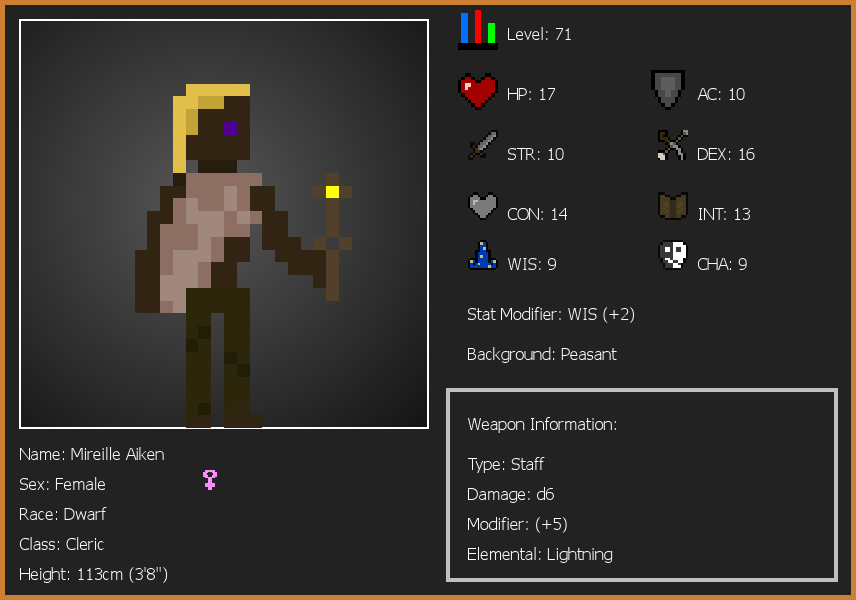 Level: 71
HP: 17
AC: 10
STR: 10
DEX: 16
CON: 14
INT: 13
WIS: 9
CHA: 9
Stat Modifier: WIS (+2)
Background: Peasant
Weapon Information:
Type: Staff
Damage: d6
Modifier: (+5)
Elemental: Lightning
Name: Mireille Aiken
Sex: Female
Race: Dwarf
Class: Cleric
Height: 113cm (3'8")